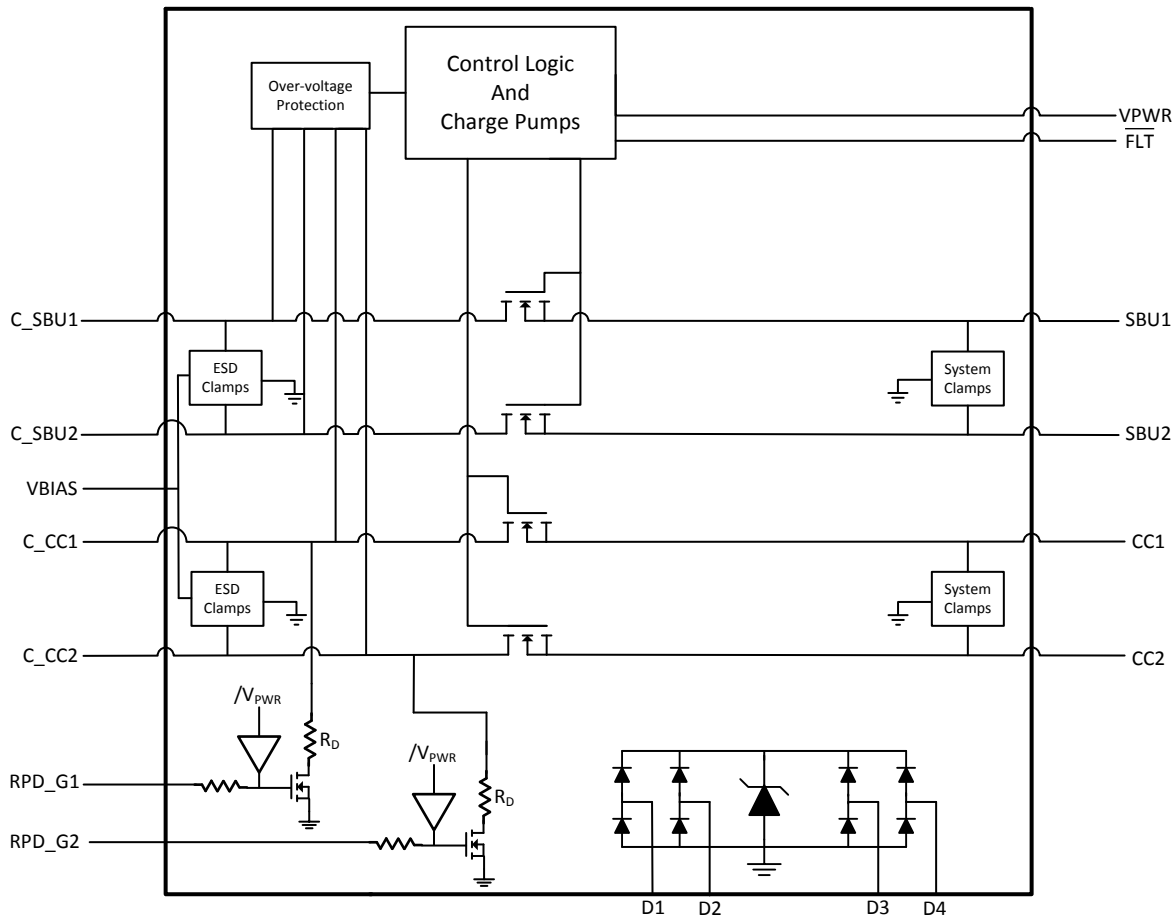 Control Logic
And
Charge Pumps
Over-voltage
Protection
VPWR
FLT
C_SBU1
SBU1
ESD
Clamps
System
Clamps
C_SBU2
SBU2
VBIAS
C_CC1
CC1
ESD
Clamps
System
Clamps
C_CC2
CC2
/VPWR
RD
/VPWR
RPD_G1
RD
RPD_G2
D1
D2
D3
D4